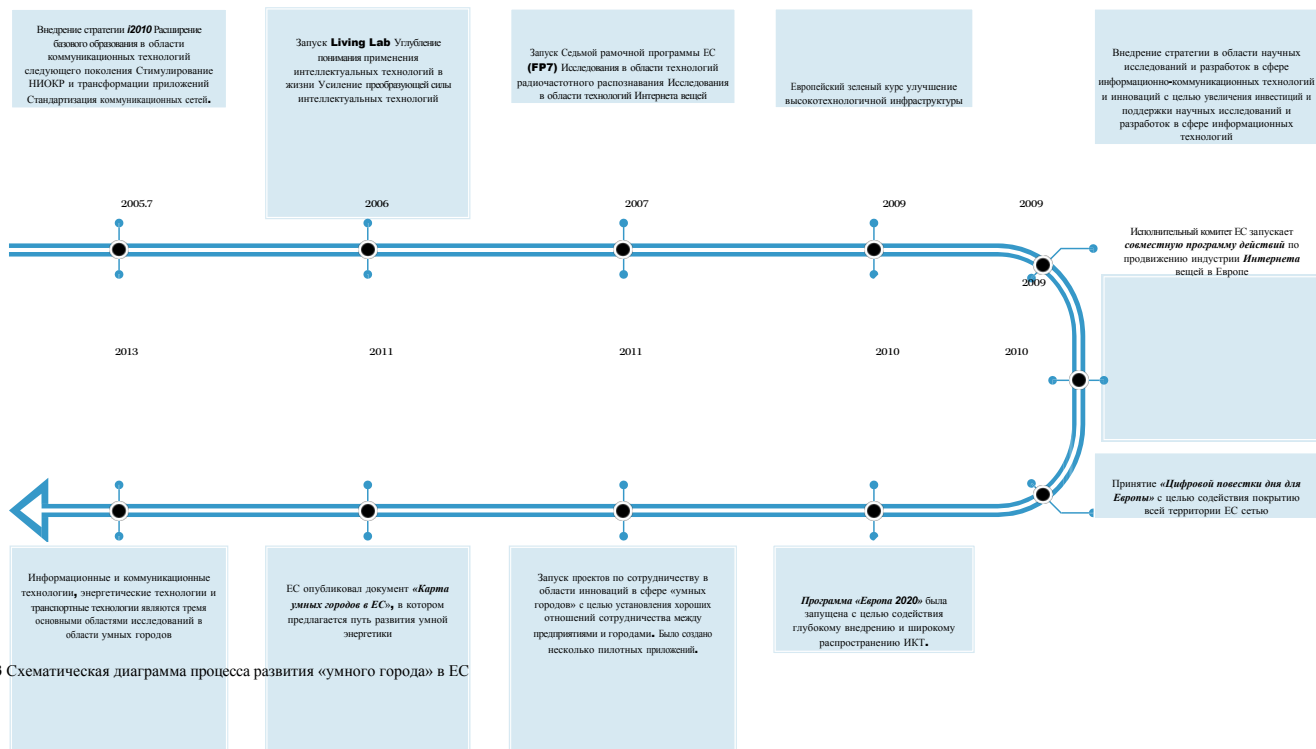 Внедрение стратегии i2010 Расширение
базового образования в области
коммуникационных технологий
следующего поколения Стимулирование
НИОКР и трансформации приложений
Стандартизация коммуникационных сетей.
Запуск Living Lab Углубление
понимания применения
интеллектуальных технологий в
жизни Усиление преобразующей силы
интеллектуальных технологий
Запуск Седьмой рамочной программы ЕС
(FP7) Исследования в области технологий
радиочастотного распознавания Исследования
в области технологий Интернета вещей
Европейский зеленый курс улучшение
высокотехнологичной инфраструктуры
Внедрение стратегии в области научных
исследований и разработок в сфере
информационно-коммуникационных технологий
и инноваций с целью увеличения инвестиций и
поддержки научных исследований и
разработок в сфере информационных
технологий
2005.7
2006
2007
2009
2009
Исполнительный комитет ЕС запускает
совместную программу действий по
продвижению индустрии Интернета
вещей в Европе
2009
2013
2011
2011
2010
2010
Принятие «Цифровой повестки дня для
Европы» с целью содействия покрытию
всей территории ЕС сетью
Информационные и коммуникационные
технологии, энергетические технологии и
транспортные технологии являются тремя
основными областями исследований в
области умных городов
ЕС опубликовал документ «Карта
умных городов в ЕС», в котором
предлагается путь развития умной
энергетики
Запуск проектов по сотрудничеству в
области инноваций в сфере «умных
городов» с целью установления хороших
отношений сотрудничества между
предприятиями и городами. Было создано
несколько пилотных приложений.
Программа «Европа 2020» была
запущена с целью содействия
глубокому внедрению и широкому
распространению ИКТ.
Схематическая диаграмма процесса развития «умного города» в ЕС